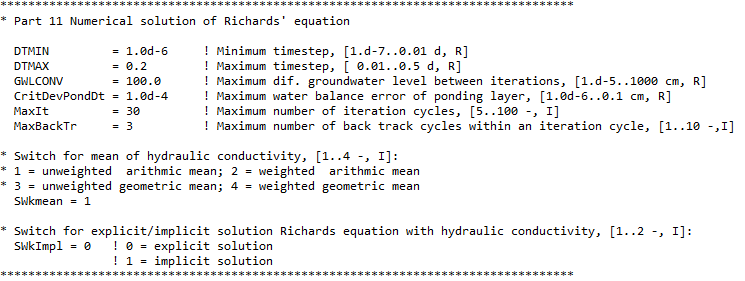 ********************************************************************************
* Part 11 Numerical solution of Richards' equation
DTMIN = 1.0d-6 ! Minimum timestep, [1.d-7..0.01 d, R]
DTMAX = 0.2 ! Maximum timestep, [ 0.01..0.5 d, R]
GWLCONV = 100.0 ! Maximum dif. groundwater level between iterations, [1.d-5..1000 cm, R]
CritDevPondDt = 1.0d-4 ! Maximum water balance error of ponding layer, [1.0d-6..0.1 cm, R]
MaxIt = 30 ! Maximum number of iteration cycles, [5..100 -, I]
MaxBackTr = 3 ! Maximum number of back track cycles within an iteration cycle, [1..10 -,I]
* Switch for mean of hydraulic conductivity, [1..4 -, I]:
* 1 = unweighted  arithmic mean; 2 = weighted  arithmic mean
* 3 = unweighted geometric mean; 4 = weighted geometric mean
SWkmean = 1
* Switch for explicit/implicit solution Richards equation with hydraulic conductivity, [1..2 -, I]:
SWkImpl = 0 ! 0 = explicit solution
! 1 = implicit solution
********************************************************************************